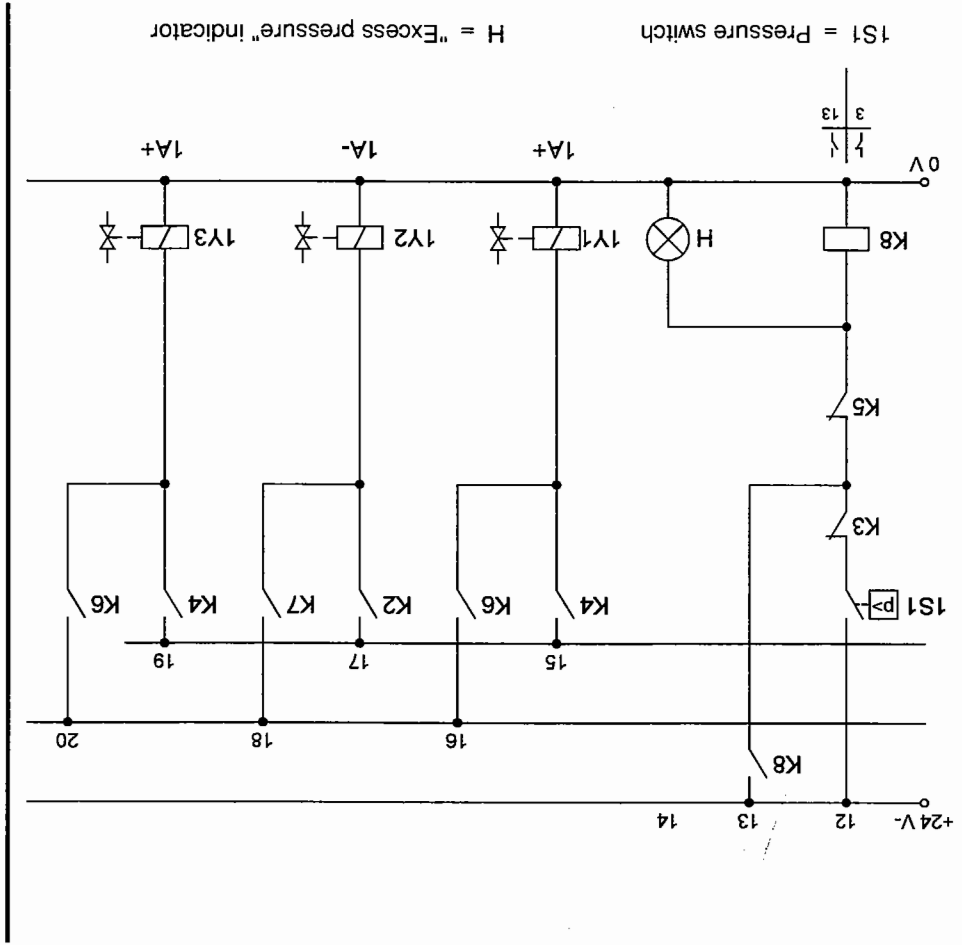 12 13 14
+24 V-
K8
16 18 20
15 17 19
1S1 p> K4 K6 K2 K7 K4 K6
K3
K5
K8 H 1Y1 1Y2 1Y3
0 V
1A+ 1A- 1A+
3 13
1S1 = Pressure switch H = "Excess pressure" indicator